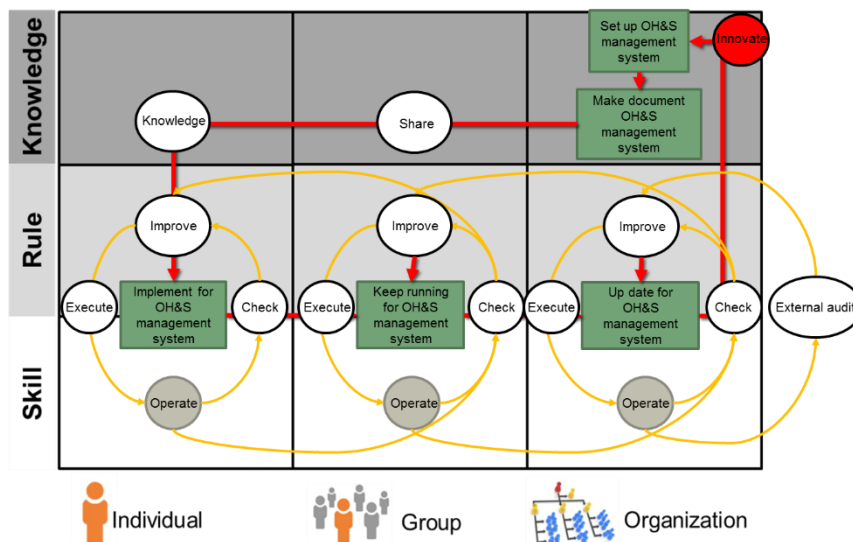 Knowledge
Rule
Skill
Set up OH&S
management
system
Innovate
Make document
OH&S
management
system
Knowledge
Share
Improve
Improve
Improve
Execute
Implement for
OH&S
management
system
Check
Execute
Keep running
for OH&S
management
system
Check
Execute
Up date for
OH&S
management
system
Check
External audit
Operate
Operate
Operate
Individual
Group
Organization